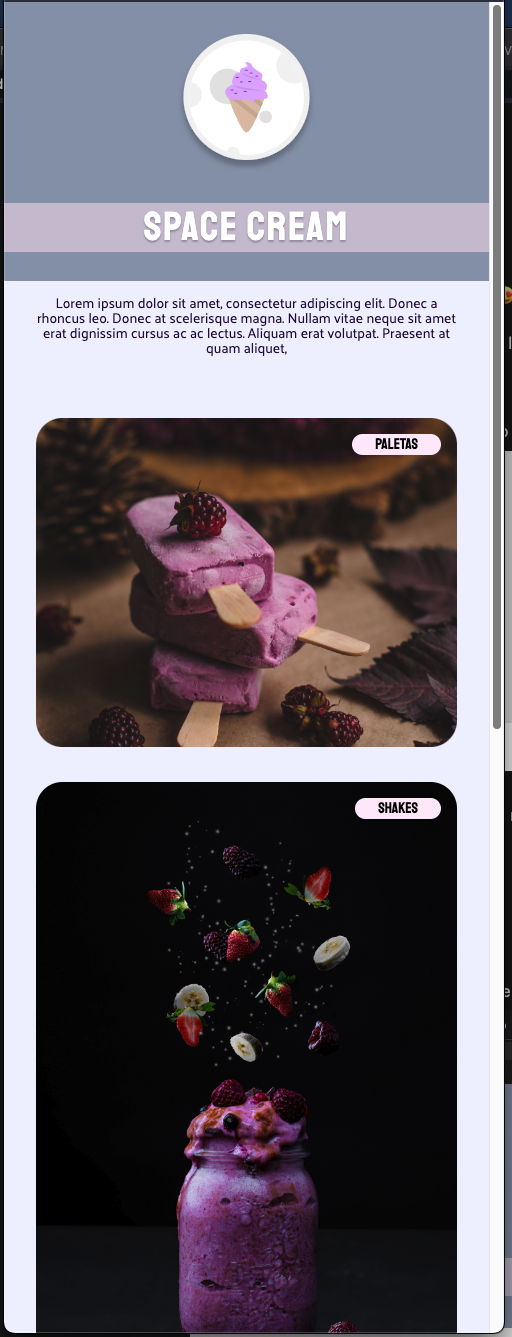 SPACE CREAM
Lorem ipsum dolor sit amet, consectetur adipiscing elit. Donec a
rhoncus leo. Donec at scelerisque magna. Nullam vitae neque sit amet
erat dignissim cursus ac ac lectus. Aliquam erat volutpat. Praesent at
quam aliquet,
PALETAS
SHAKES